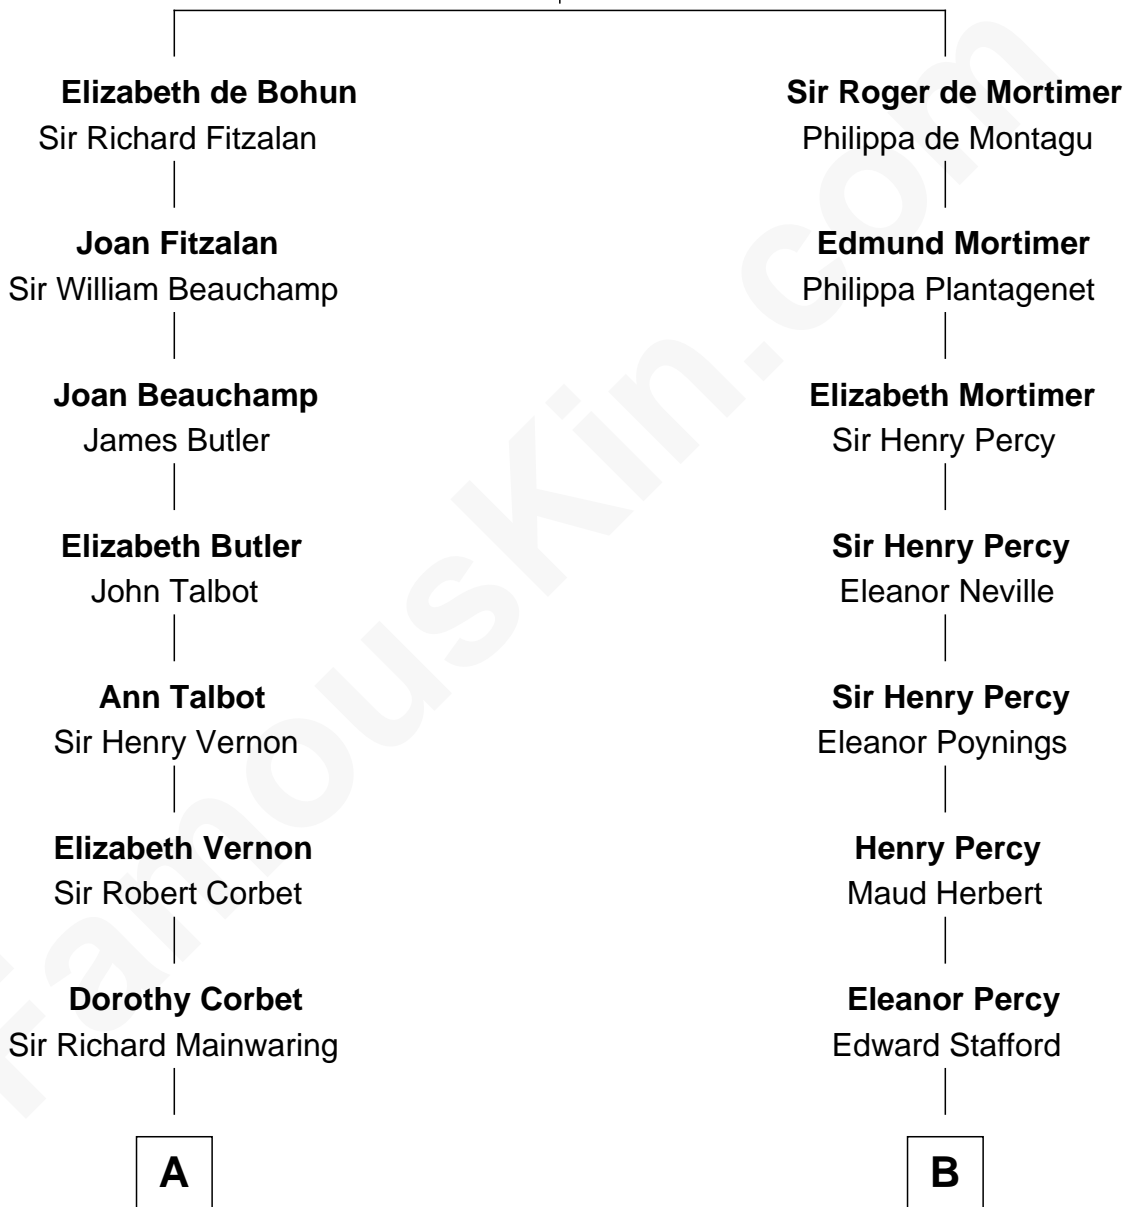 Elizabeth de Bohun
Sir Richard Fitzalan
Joan Fitzalan
Sir William Beauchamp
Joan Beauchamp
James Butler
Elizabeth Butler
John Talbot
Ann Talbot
Sir Henry Vernon
Elizabeth Vernon
Sir Robert Corbet
Dorothy Corbet
Sir Richard Mainwaring
A
Sir Roger de Mortimer
Philippa de Montagu
Edmund Mortimer
Philippa Plantagenet
Elizabeth Mortimer
Sir Henry Percy
Sir Henry Percy
Eleanor Neville
Sir Henry Percy
Eleanor Poynings
Henry Percy
Maud Herbert
Eleanor Percy
Edward Stafford
B
FamousKin.com